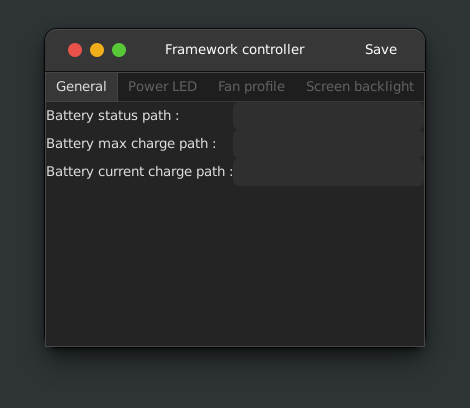 Framework controller Save
General Power LED Fan profile Screen backlight
Battery status path :
Battery max charge path :
Battery current charge path :